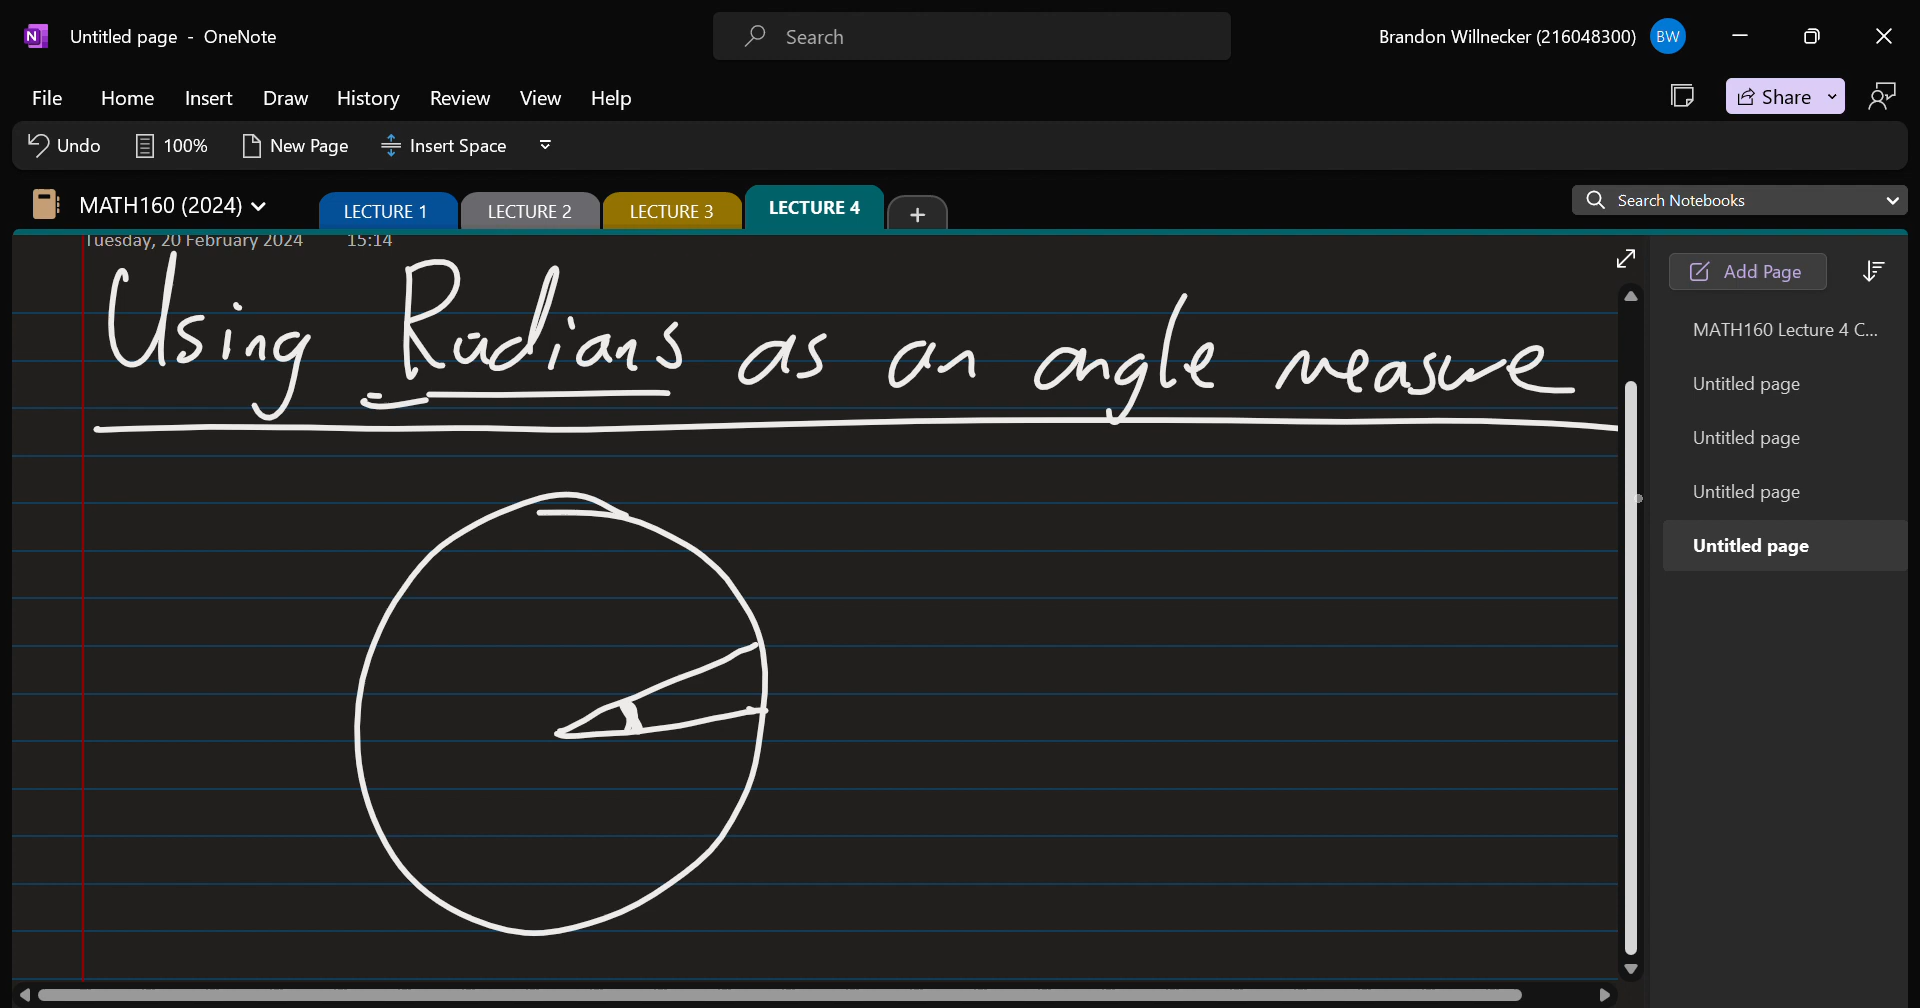 Untitled page - OneNote
Search
Brandon Willnecker (216048300) BW
File Home Insert Draw History Review View Help
Share
Undo 100% New Page Insert Space
MATH160 (2024) LECTURE 1 LECTURE 2 LECTURE 3 LECTURE 4 +
Search Notebooks
Tuesday, 20 February 2024 15:14
Using Radians as an angle measure
Add Page
MATH160 Lecture 4 C...
Untitled page
Untitled page
Untitled page
Untitled page